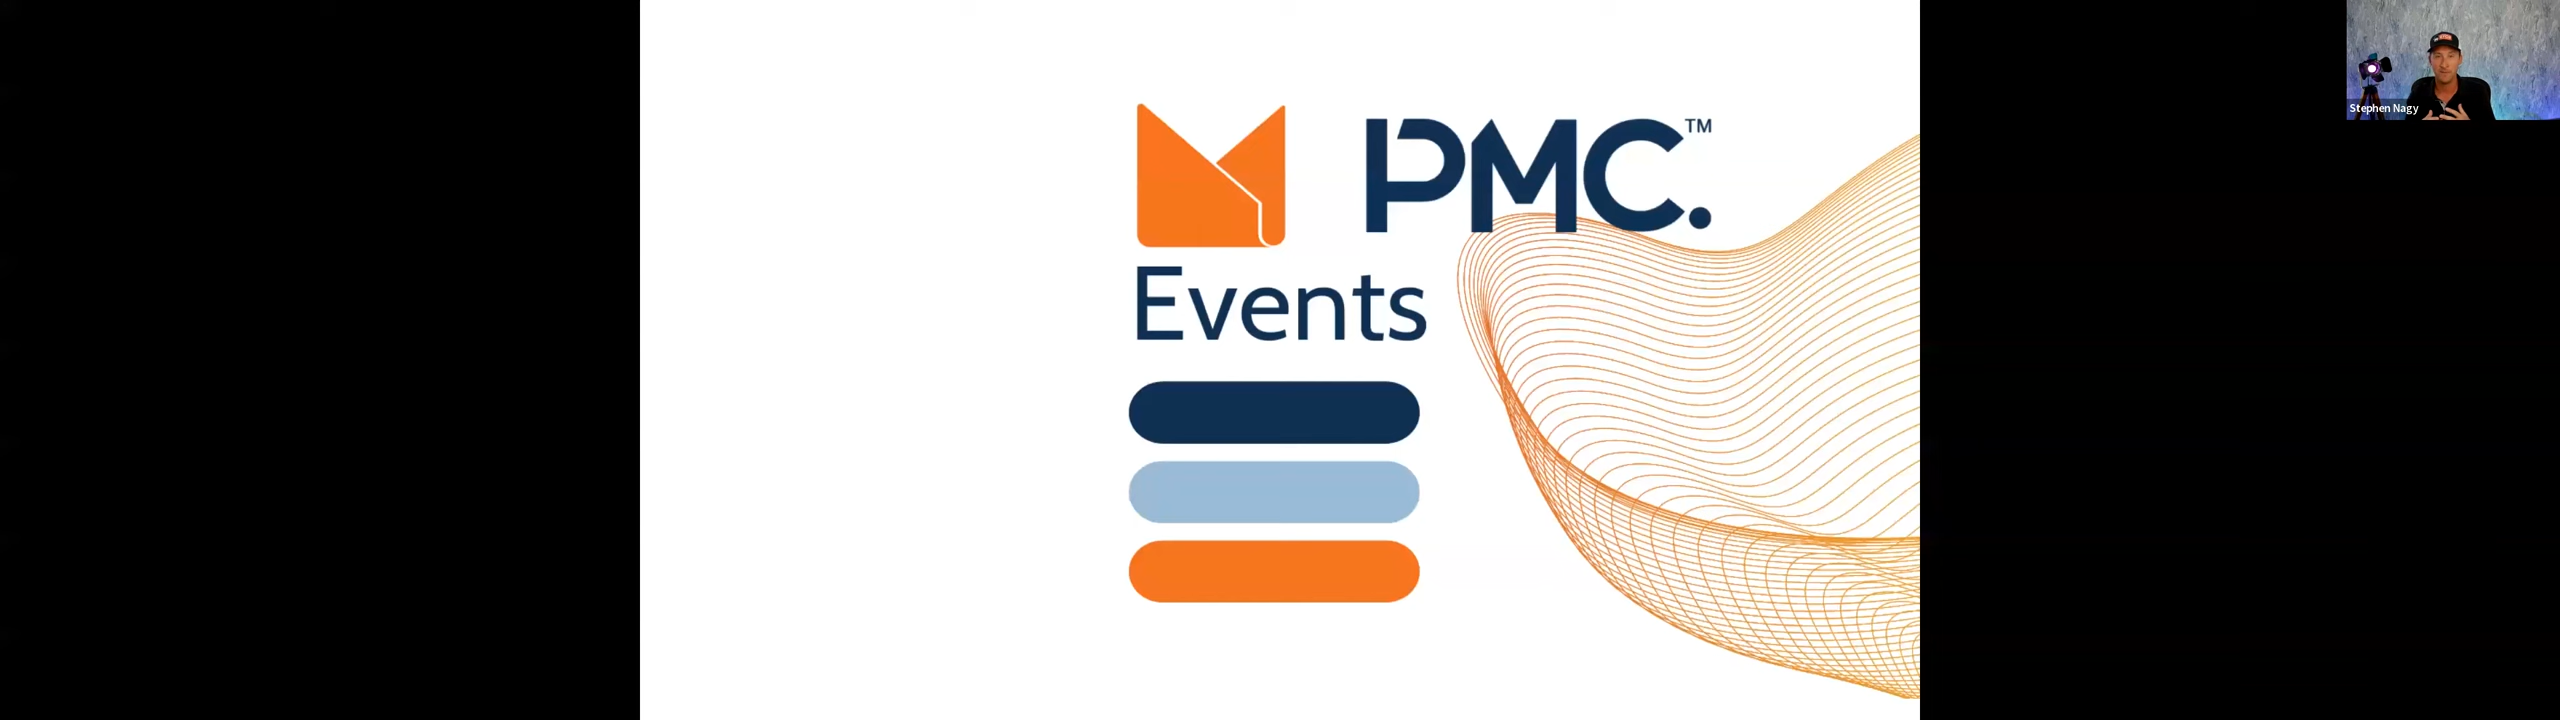 PMC.™
Events
Stephen Nagy